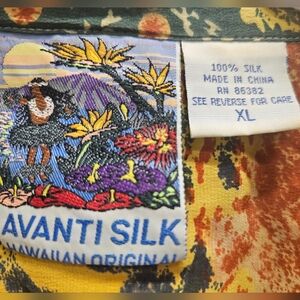 100% SILK
MADE IN CHINA
RN 86382
SEE REVERSE FOR CARE
XL
AVANTI SILK
HAWAIIAN ORIGINAL